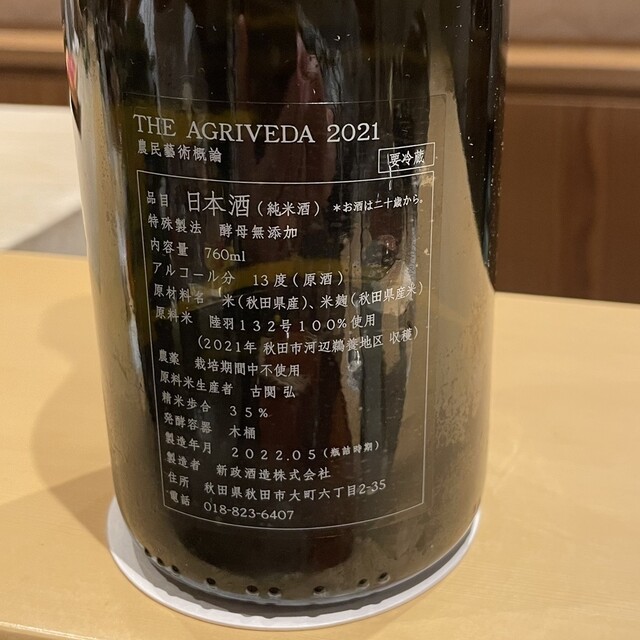 THE AGRIVEDA 2021
農民藝術概論
要冷蔵
品目 日本酒（純米酒） ＊お酒は二十歳から。
特殊製法 酵母無添加
内容量 760ml
アルコール分 13度（原酒）
原材料名 米（秋田県産）、米麹（秋田県産米）
原料米 陸羽132号100%使用
（2021年 秋田市河辺鵜養地区 収穫）
農薬 栽培期間中不使用
原料米生産者 古関 弘
精米歩合 35%
発酵容器 木桶
製造年月 2022.05（瓶詰時期）
製造者 新政酒造株式会社
住所 秋田県秋田市大町六丁目2-35
電話 018-823-6407